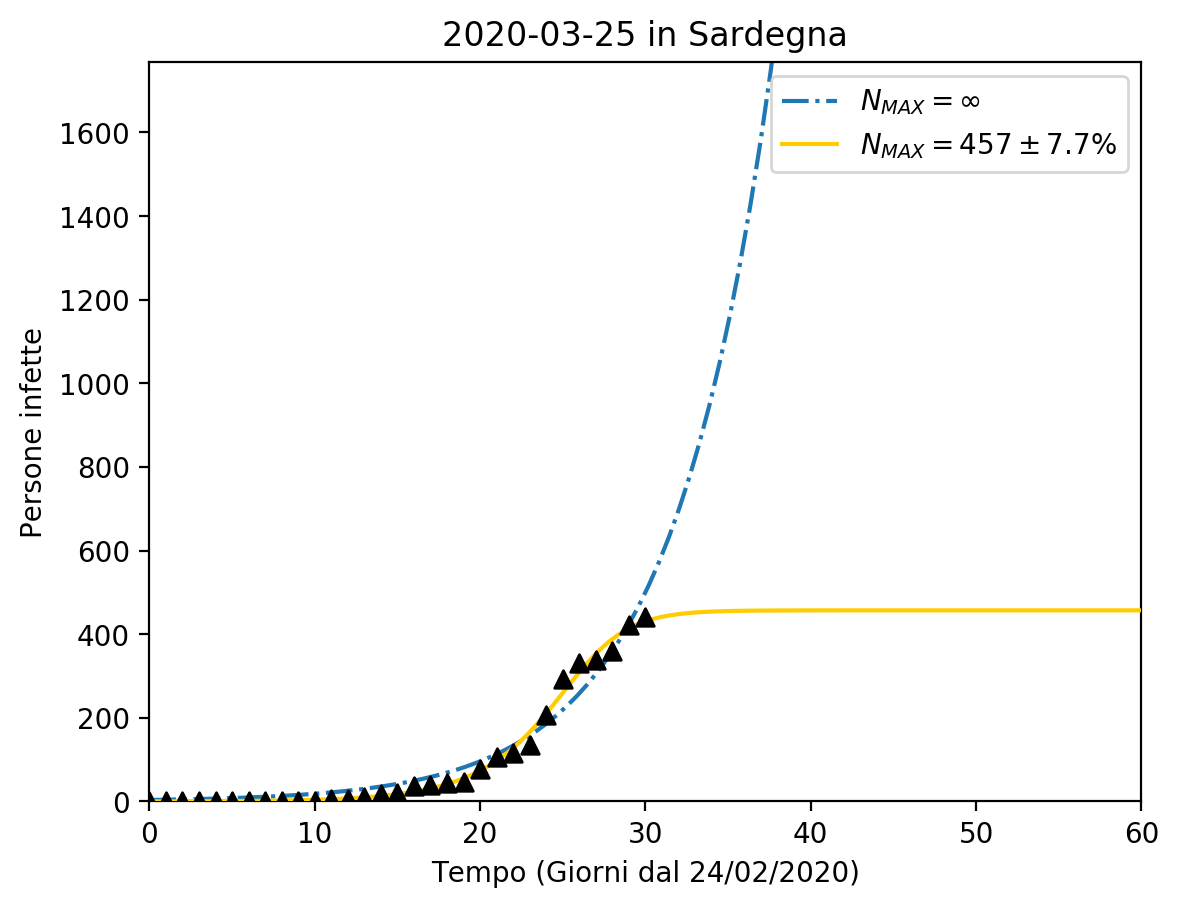 2020-03-25 in Sardegna
N_MAX = ∞
N_MAX = 457 ± 7.7%
1600
1400
1200
1000
800
600
400
200
0
Persone infette
0 10 20 30 40 50 60
Tempo (Giorni dal 24/02/2020)